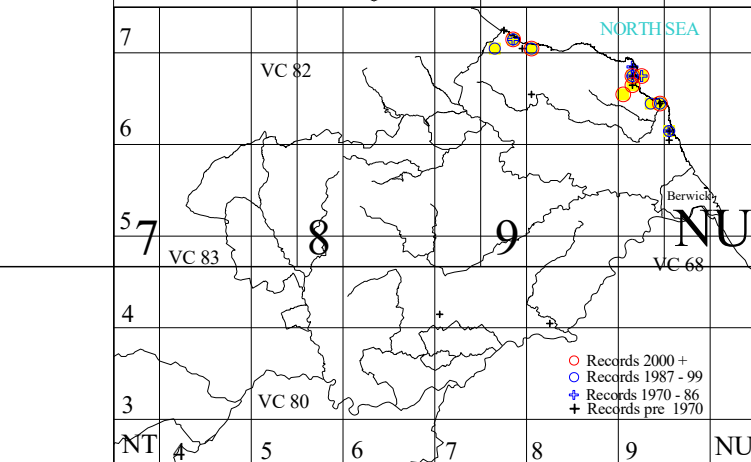 NORTH SEA
7
VC 82
6
Berwick
5
7
8
9
NU
VC 83
VC 68
4
Records 2000 +
Records 1987 - 99
Records 1970 - 86
Records pre 1970
VC 80
3
NT
4
5
6
7
8
9
NU